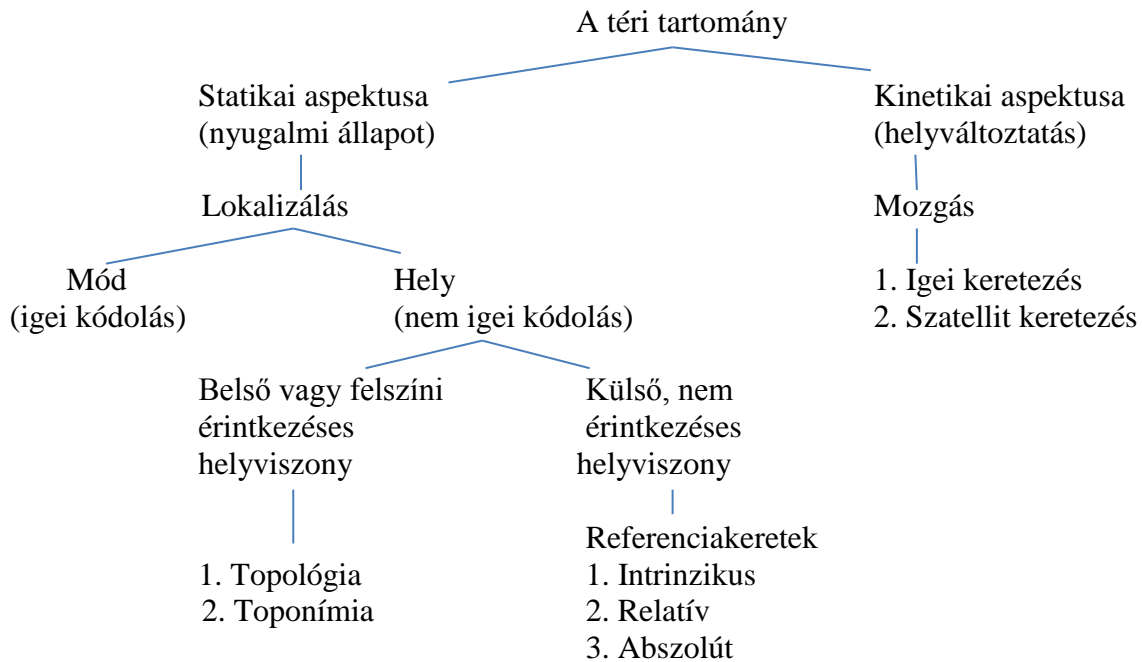 A téri tartomány
Statikai aspektusa
(nyugalmi állapot)
Kinetikai aspektusa
(helyváltoztatás)
Lokalizálás
Mozgás
Mód
(igei kódolás)
Hely
(nem igei kódolás)
1. Igei keretezés
2. Szatellit keretezés
Belső vagy felszíni
érintkezéses
helyviszony
Külső, nem
érintkezéses
helyviszony
1. Topológia
2. Toponímia
Referenciakeretek
1. Intrinzikus
2. Relatív
3. Abszolút